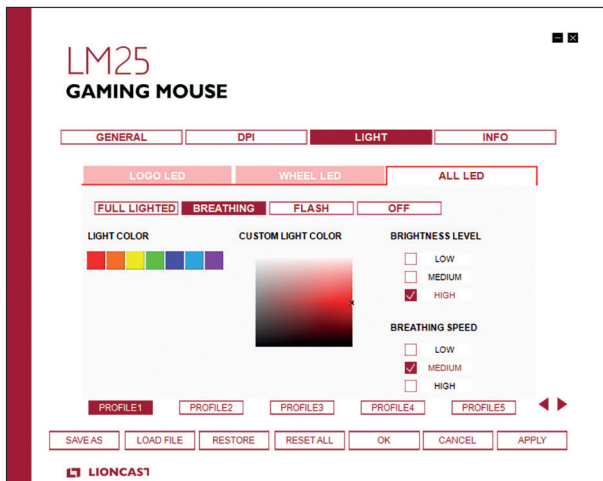 LM25
GAMING MOUSE
GENERAL DPI LIGHT INFO
LOGO LED WHEEL LED ALL LED
FULL LIGHTED BREATHING FLASH OFF
LIGHT COLOR CUSTOM LIGHT COLOR BRIGHTNESS LEVEL
LOW
MEDIUM
HIGH
BREATHING SPEED
LOW
MEDIUM
HIGH
PROFILE1 PROFILE2 PROFILE3 PROFILE4 PROFILE5
SAVE AS LOAD FILE RESTORE RESET ALL OK CANCEL APPLY
LIONCAST